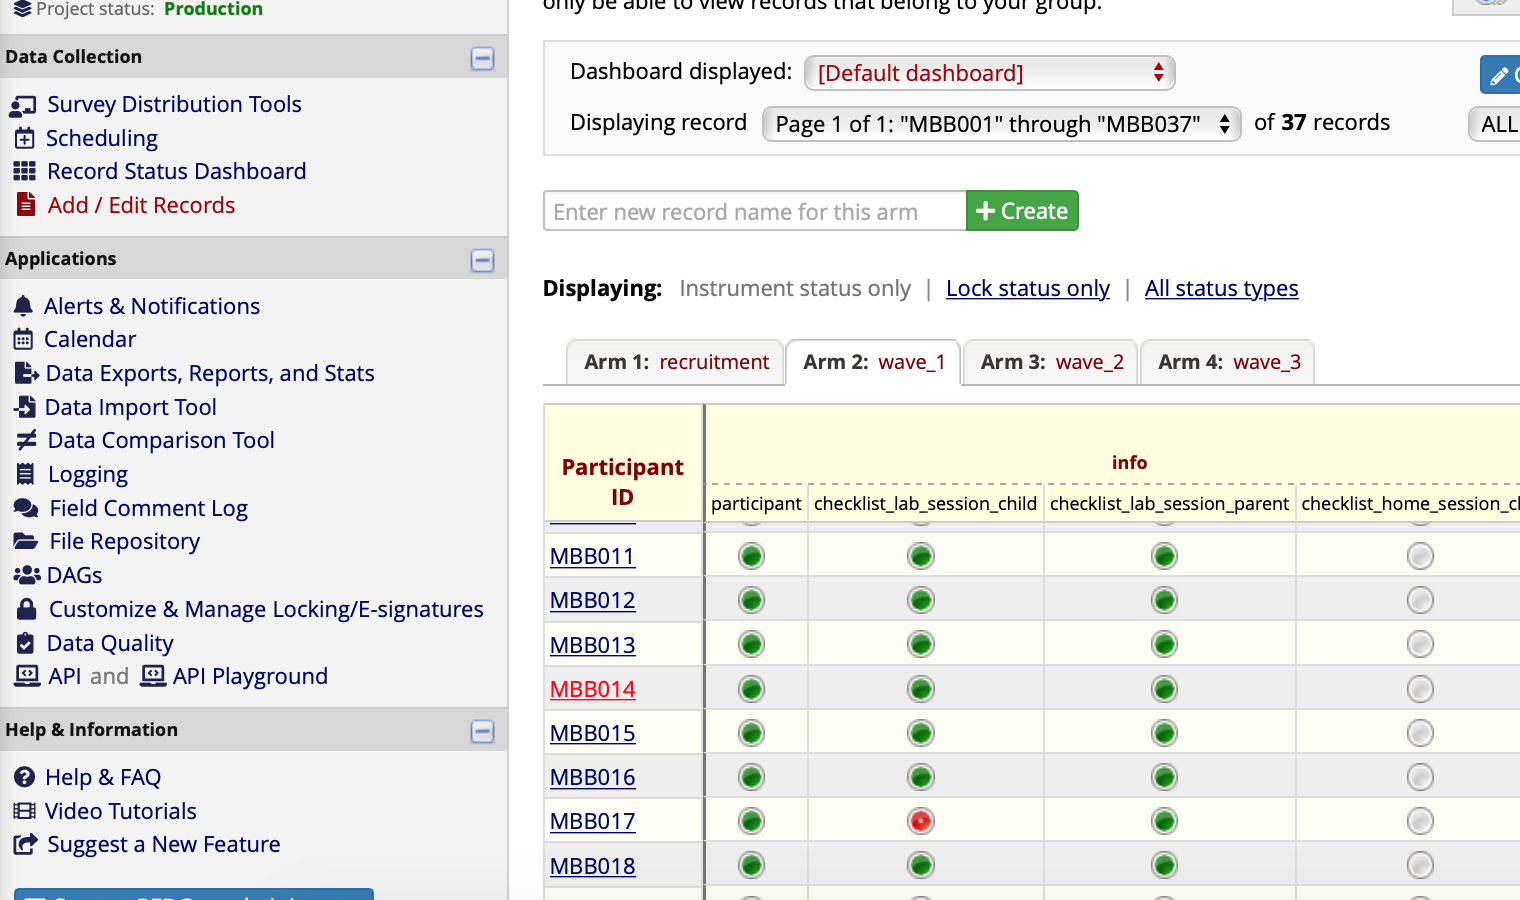 Project status: Production
Data Collection
Survey Distribution Tools
Scheduling
Record Status Dashboard
Add / Edit Records
Applications
Alerts & Notifications
Calendar
Data Exports, Reports, and Stats
Data Import Tool
Data Comparison Tool
Logging
Field Comment Log
File Repository
DAGs
Customize & Manage Locking/E-signatures
Data Quality
API and API Playground
Help & Information
Help & FAQ
Video Tutorials
Suggest a New Feature
only be able to view records that belong to your group.
Dashboard displayed: [Default dashboard]
Displaying record Page 1 of 1: "MBB001" through "MBB037" of 37 records ALL
Enter new record name for this arm + Create
Displaying: Instrument status only | Lock status only | All status types
Arm 1: recruitment Arm 2: wave_1 Arm 3: wave_2 Arm 4: wave_3
Participant ID
info
participant checklist_lab_session_child checklist_lab_session_parent checklist_home_session_c
MBB011
MBB012
MBB013
MBB014
MBB015
MBB016
MBB017
MBB018